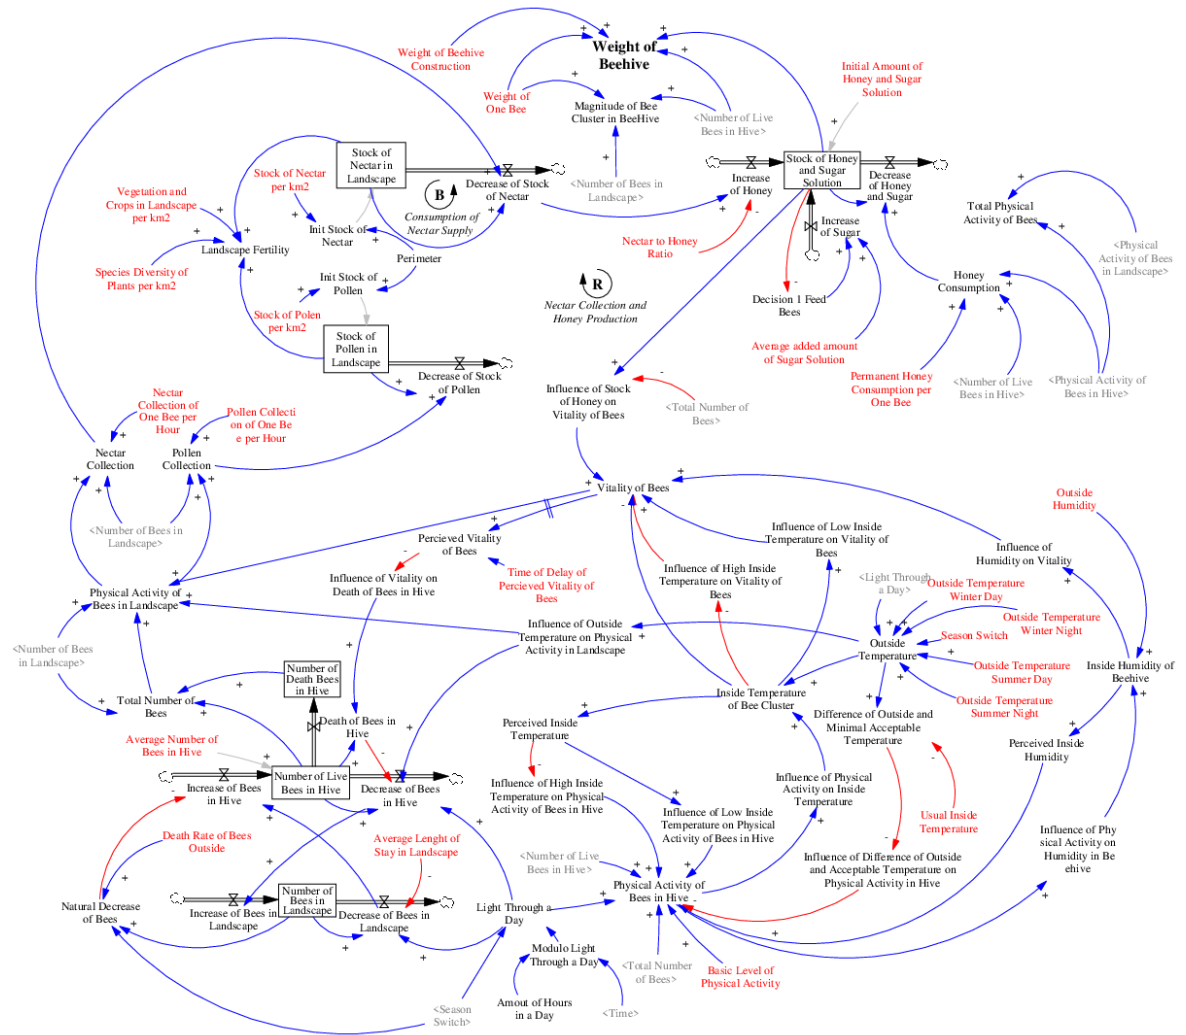 Weight of Beehive
Construction
Weight of
Beehive
Initial Amount of
Honey and Sugar
Solution
Weight of
One Bee
Magnitude of Bee
Cluster in BeeHive
<Number of Live
Bees in Hive>
Stock of
Nectar in
Landscape
Stock of Honey
and Sugar
Solution
Stock of Nectar
per km2
Vegetation and
Crops in Landscape
per km2
Decrease of Stock
of Nectar
<Number of Bees in
Landscape>
Increase
of Honey
Decrease of
Honey
and Sugar
Total Physical
Activity of Bees
B
Consumption of
Nectar Supply
Init Stock of
Nectar
Increase
of Sugar
Landscape Fertility
Perimeter
Nectar to Honey
Ratio
<Physical
Activity of Bees
in Landscape>
Species Diversity of
Plants per km2
Init Stock of
Pollen
R
Nectar Collection and
Honey Production
Decision I Feed
Bees
Honey
Consumption
Stock of Polen
per km2
Stock of
Pollen in
Landscape
Average added amount
of Sugar Solution
Decrease of Stock
of Pollen
Influence of Stock
of Honey on
Vitality of Bees
Permanent Honey
Consumption per
One Bee
<Number of Live
Bees in Hive>
<Physical Activity of
Bees in Hive>
<Total Number of
Bees>
Nectar
Collection of
One Bee per
Hour
Pollen Collecti
on of One Be
e per Hour
Nectar
Collection
Pollen
Collection
Vitality of Bees
Outside
Humidity
<Number of Bees in
Landscape>
Percieved Vitality
of Bees
Influence of Low Inside
Temperature on Vitality of
Bees
Influence of
Humidity on Vitality
Influence of Vitality on
Death of Bees in Hive
Time of Delay of
Percieved Vitality of
Bees
Influence of High Inside
Temperature on Vitality of
Bees
<Light Through
a Day>
Outside Temperature
Winter Day
Physical Activity of
Bees in Landscape
Outside Temperature
Winter Night
Influence of Outside
Temperature on Physical
Activity in Landscape
Season Switch
<Number of Bees
in Landscape>
Outside
Temperature
Outside Temperature
Summer Day
Inside Humidity of
Beehive
Number of
Death Bees
in Hive
Total Number of
Bees
Inside Temperature
of Bee Cluster
Outside Temperature
Summer Night
Perceived Inside
Temperature
Death of Bees in
Hive
Difference of Outside and
Minimal Acceptable
Temperature
Average Number of
Bees in Hive
Perceived Inside
Humidity
Number of Live
Bees in Hive
Increase of Bees
in Hive
Decrease of Bees
in Hive
Influence of High Inside
Temperature on Physical
Activity of Bees in Hive
Influence of Physical
Activity on Inside
Temperature
Influence of Low Inside
Temperature on Physical
Activity of Bees in Hive
Usual Inside
Temperature
Influence of Phy
sical Activity on
Humidity in Be
ehive
Death Rate of Bees
Outside
Average Lenght of
Stay in Landscape
<Number of Live
Bees in Hive>
Influence of Difference of Outside
and Acceptable Temperature on
Physical Activity in Hive
Physical Activity of
Bees in Hive
Number of
Bees in
Landscape
Natural Decrease
of Bees
Increase of Bees in
Landscape
Decrease of Bees in
Landscape
Light Through a
Day
Modulo Light
Through a Day
<Total Number
of Bees>
Basic Level of
Physical Activity
<Season
Switch>
Amout of Hours
in a Day
<Time>